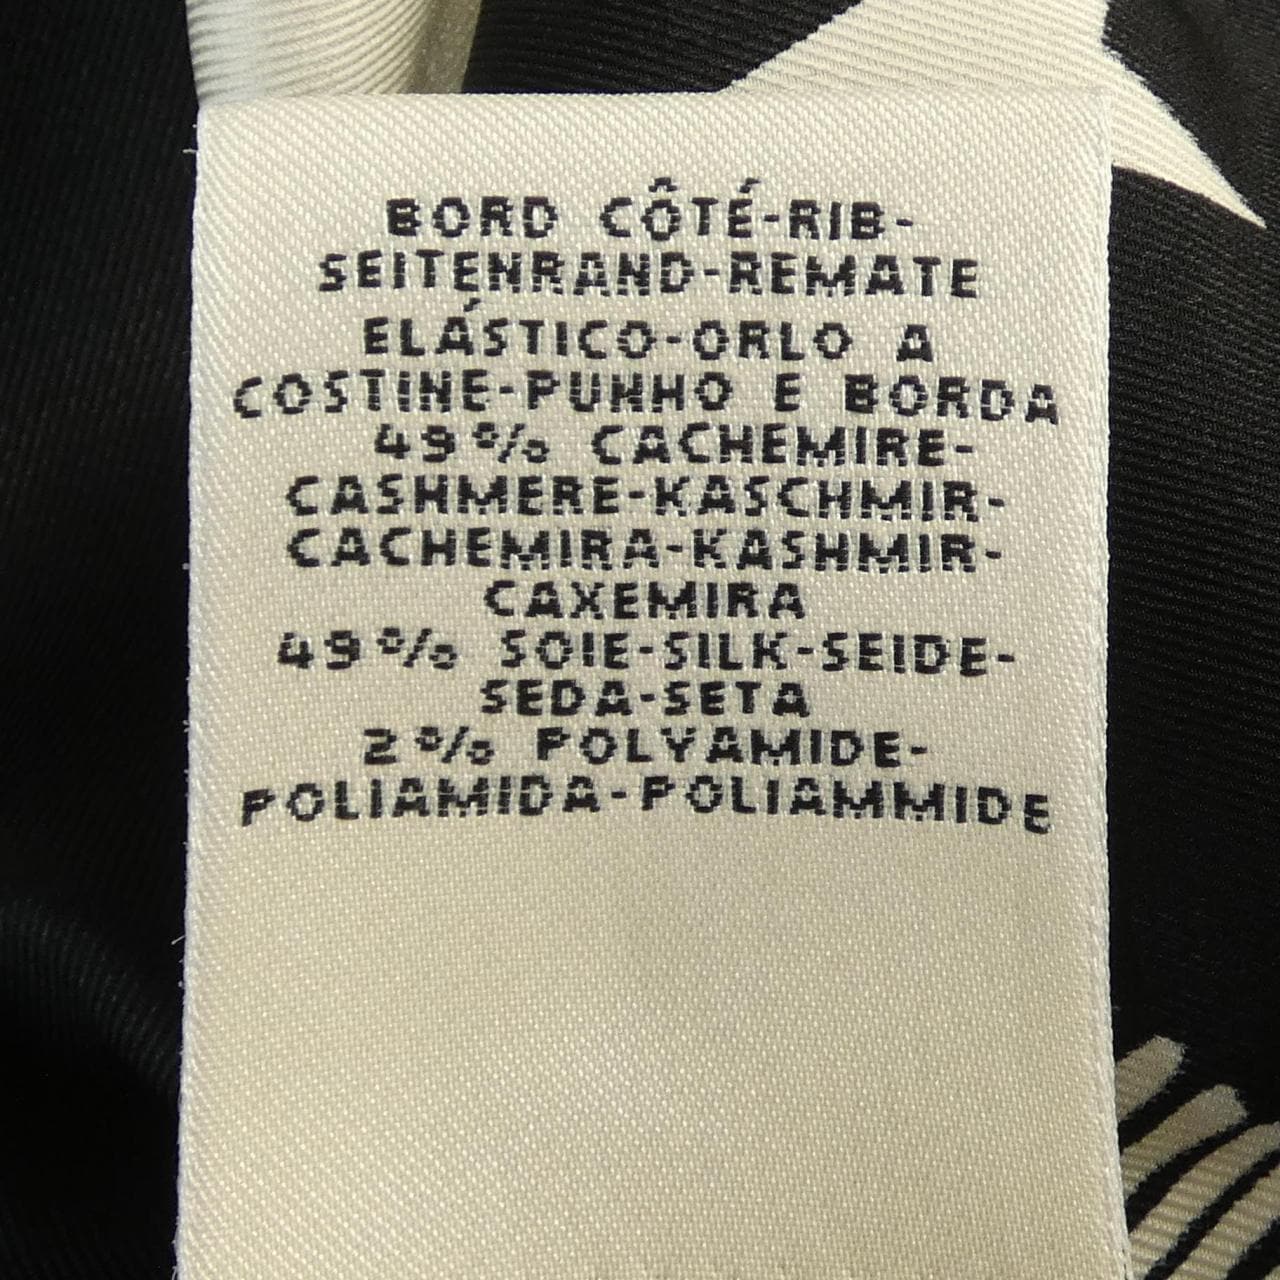 BORD CÔTÉ-RIB-
SEITENRAND-REMATE
ELÁSTICO-ORLO A
COSTINE-PUNHO E BORDA
49% CACHEMIRE-
CASHMERE-KASCHMIR-
CACHEMIRA-KASHMIR-
CAXEMIRA
49% SOIE-SILK-SEIDE-
SEDA-SETA
2% POLYAMIDE-
POLIAMIDA-POLIAMMIDE